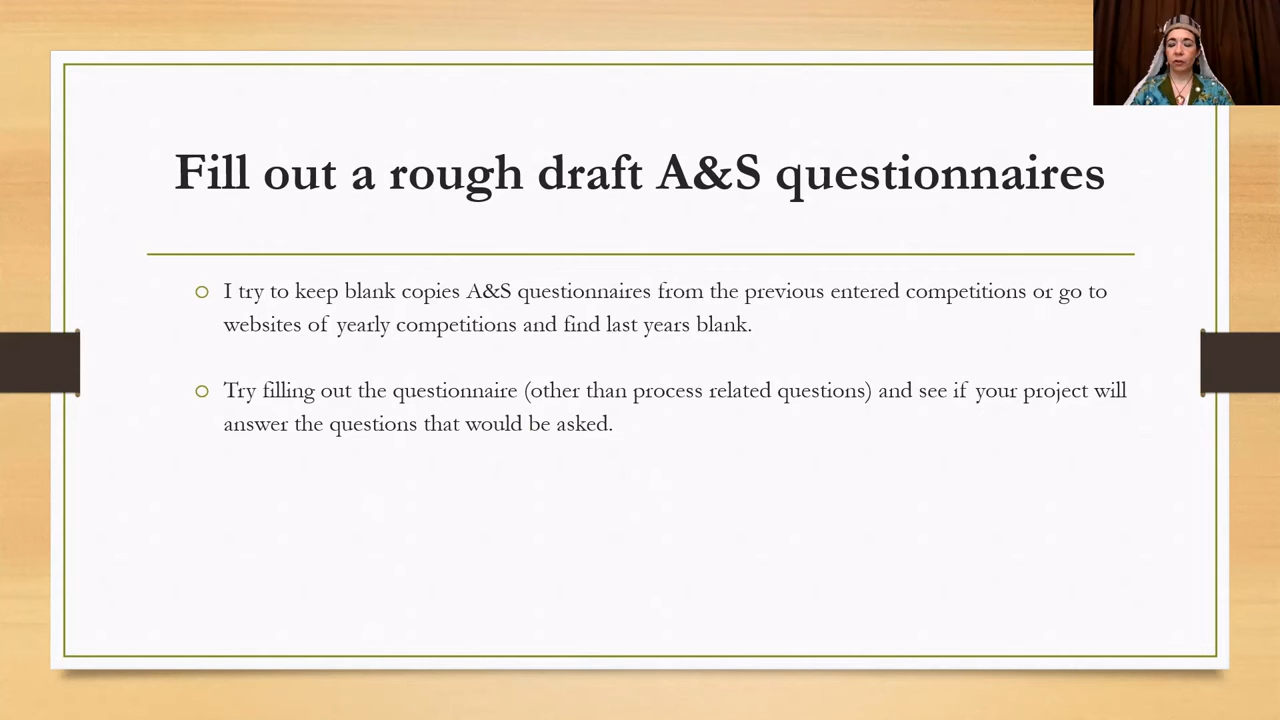 Fill out a rough draft A&S questionnaires
I try to keep blank copies A&S questionnaires from the previous entered competitions or go to
websites of yearly competitions and find last years blank.
Try filling out the questionnaire (other than process related questions) and see if your project will
answer the questions that would be asked.